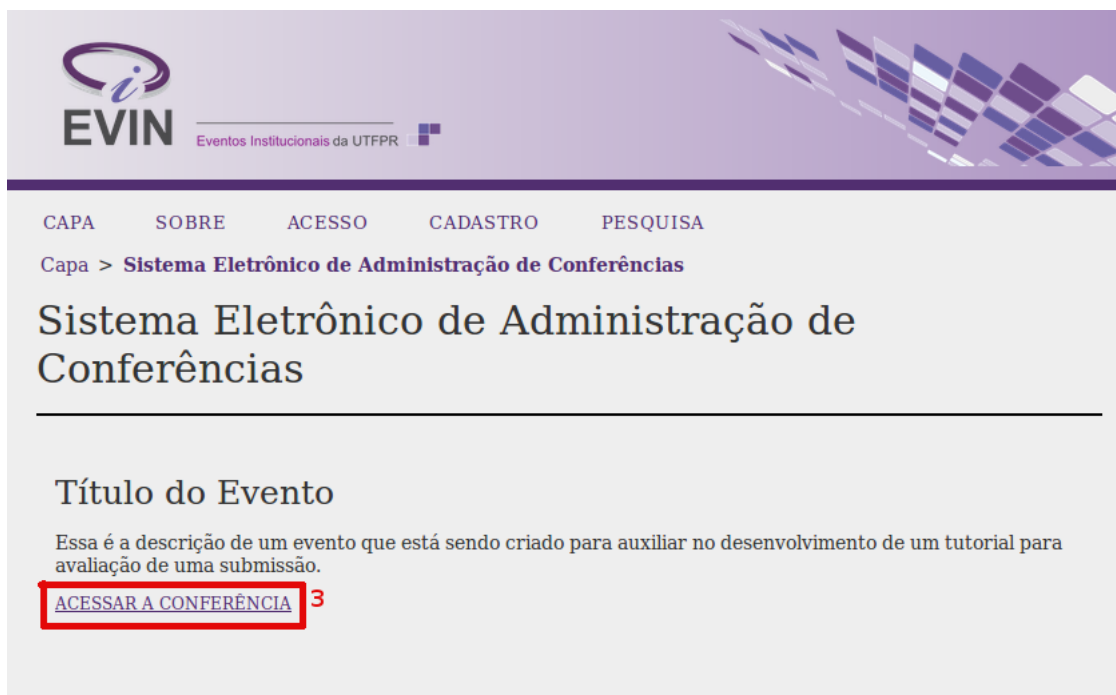 EVIN
Eventos Institucionais da UTFPR
CAPA SOBRE ACESSO CADASTRO PESQUISA
Capa > Sistema Eletrônico de Administração de Conferências
Sistema Eletrônico de Administração de
Conferências
Título do Evento
Essa é a descrição de um evento que está sendo criado para auxiliar no desenvolvimento de um tutorial para
avaliação de uma submissão.
ACESSAR A CONFERÊNCIA 3